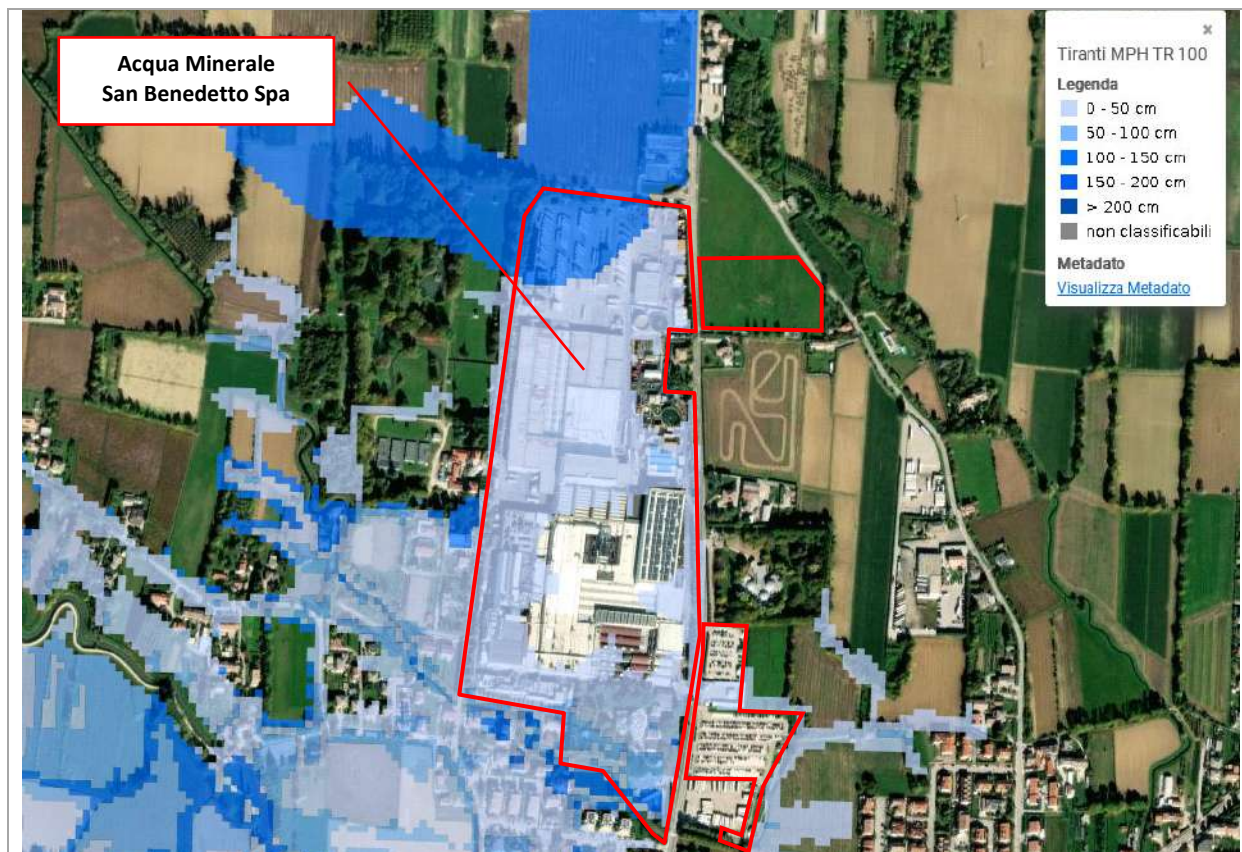 Acqua Minerale
San Benedetto Spa
×
Tiranti MPH TR 100
Legenda
0 - 50 cm
50 - 100 cm
100 - 150 cm
150 - 200 cm
> 200 cm
non classificabili
Metadato
Visualizza Metadato